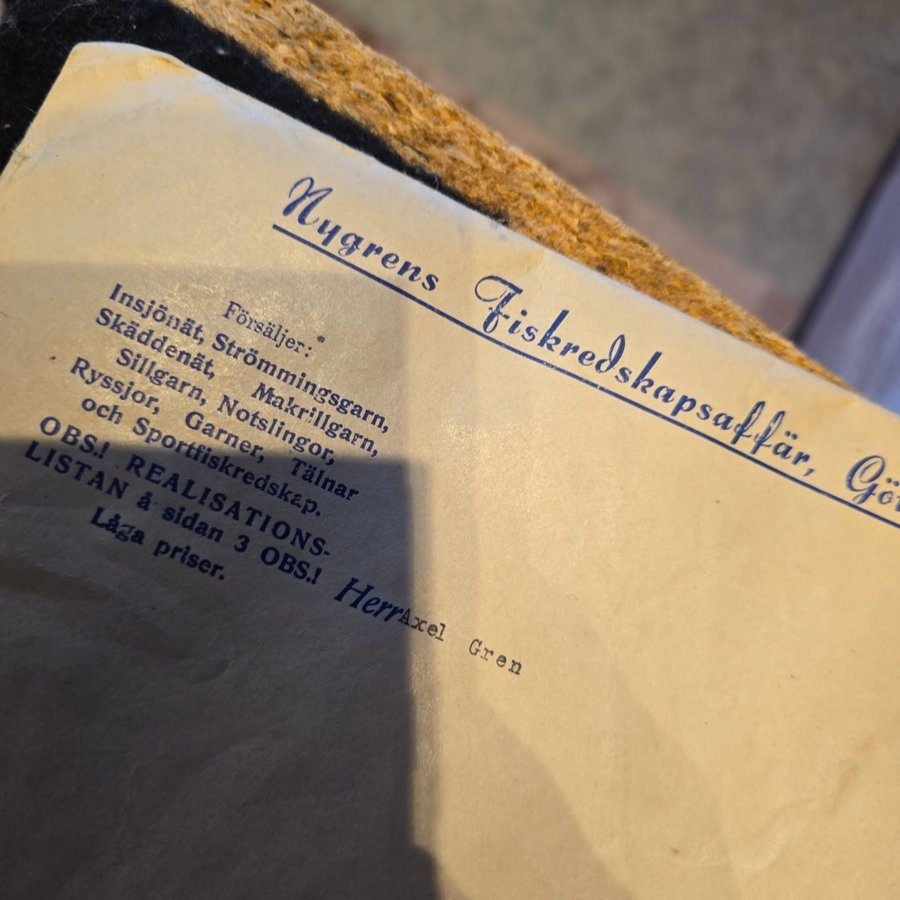 Nygrens Fiskredskapsaffär,
Försäljer:
Insjönät, Strömmingsgarn,
Skäddenät, Makrillgarn,
Sillgarn, Notslingor,
Ryssjor, Garner, Tälnar
och Sportfiskredskap.
OBS.! REALISATIONS-
LISTAN å sidan 3 OBS.!
Låga priser.
Herr Axel Gren